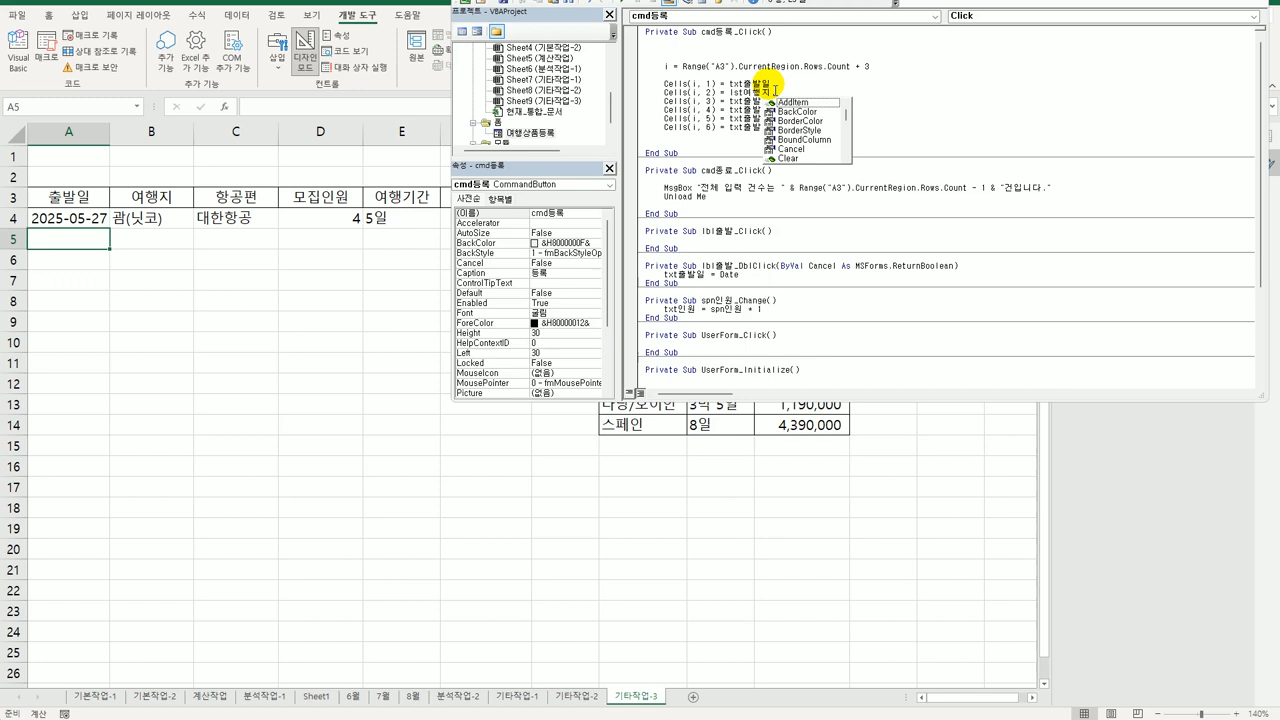 파일 홈 삽입 페이지 레이아웃 수식 데이터 검토 보기 개발 도구 도움말
Visual Basic
매크로
매크로 기록
상대 참조로 기록
매크로 보안
코드
추가 기능
Excel 추가 기능
COM 추가 기능
추가 기능
삽입
디자인 모드
속성
코드 보기
대화 상자 실행
컨트롤
A5
A B C D E
1
2
3 출발일 여행지 항공편 모집인원 여행기간
4 2025-05-27 괌(닛코) 대한항공 4 5일
5
6
7
8
9
10
11
12
13
14 스페인 8일 4,390,000
15
16
17
18
19
20
21
22
23
24
25
26
1,190,000
프로젝트 - VBAProject
Sheet4 (기본작업-2)
Sheet5 (계산작업)
Sheet6 (분석작업-1)
Sheet7 (기타작업-1)
Sheet8 (기타작업-2)
Sheet9 (기타작업-3)
현재_통합_문서
폼
여행상품등록
속성 - cmd등록
cmd등록 CommandButton
사전순 항목별
(이름) cmd등록
Accelerator
AutoSize False
BackColor &H8000000F&
BackStyle 1 - fmBackStyleOp
Cancel False
Caption 등록
ControlTipText
Default False
Enabled True
Font 굴림
ForeColor &H80000012&
Height 30
HelpContextID 0
Left 30
Locked False
MouseIcon (없음)
MousePointer 0 - fmMousePointe
Picture (없음)
cmd등록 Click
Private Sub cmd등록_Click()
i = Range("A3").CurrentRegion.Rows.Count + 3
Cells(i, 1) = txt출발일
Cells(i, 2) = lst여행지.
Cells(i, 3) = txt출발
Cells(i, 4) = txt출발
Cells(i, 5) = txt출발
Cells(i, 6) = txt출발
AddItem
BackColor
BorderColor
BorderStyle
BoundColumn
Cancel
Clear
End Sub
Private Sub cmd종료_Click()
MsgBox "전체 입력 건수는 " & Range("A3").CurrentRegion.Rows.Count - 1 & "건입니다."
Unload Me
End Sub
Private Sub lbl출발_Click()
End Sub
Private Sub lbl출발_DblClick(ByVal Cancel As MSForms.ReturnBoolean)
txt출발일 = Date
End Sub
Private Sub spn인원_Change()
txt인원 = spn인원 * 1
End Sub
Private Sub UserForm_Click()
End Sub
Private Sub UserForm_Initialize()
기본작업-1 기본작업-2 계산작업 분석작업-1 Sheet1 6월 7월 8월 분석작업-2 기타작업-1 기타작업-2 기타작업-3
준비 계산
140%